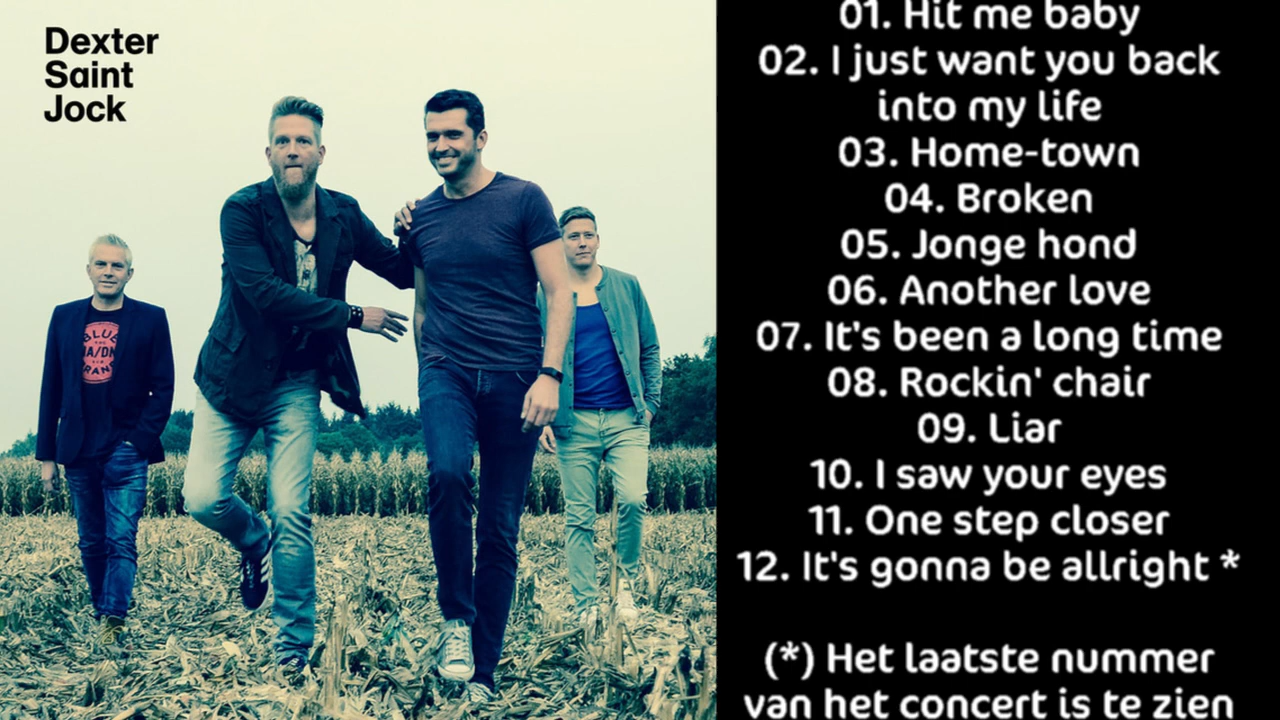 Dexter
Saint
Jock
BLUE
RANG
01. Hit me baby
02. I just want you back
into my life
03. Home-town
04. Broken
05. Jonge hond
06. Another love
07. It's been a long time
08. Rockin' chair
09. Liar
10. I saw your eyes
11. One step closer
12. It's gonna be allright *
(*) Het laatste nummer
van het concert is te zien